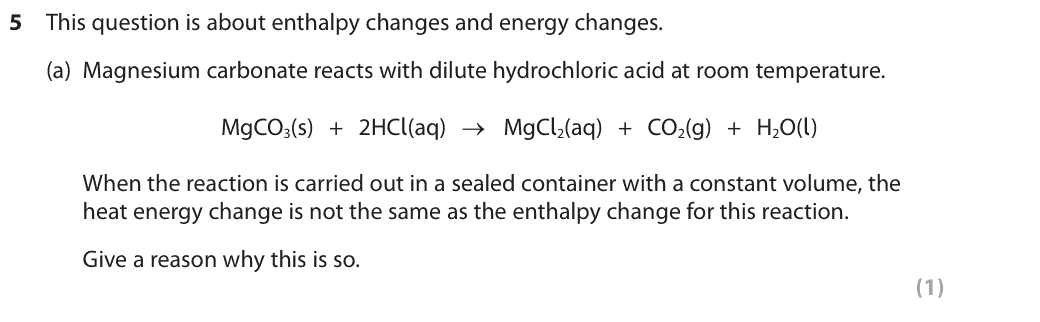 5 This question is about enthalpy changes and energy changes.
(a) Magnesium carbonate reacts with dilute hydrochloric acid at room temperature.
MgCO₃(s) + 2HCl(aq) → MgCl₂(aq) + CO₂(g) + H₂O(l)
When the reaction is carried out in a sealed container with a constant volume, the
heat energy change is not the same as the enthalpy change for this reaction.
Give a reason why this is so.
(1)